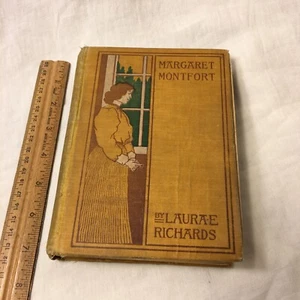 MARGARET
MONTFORT
BY LAURA E
RICHARDS